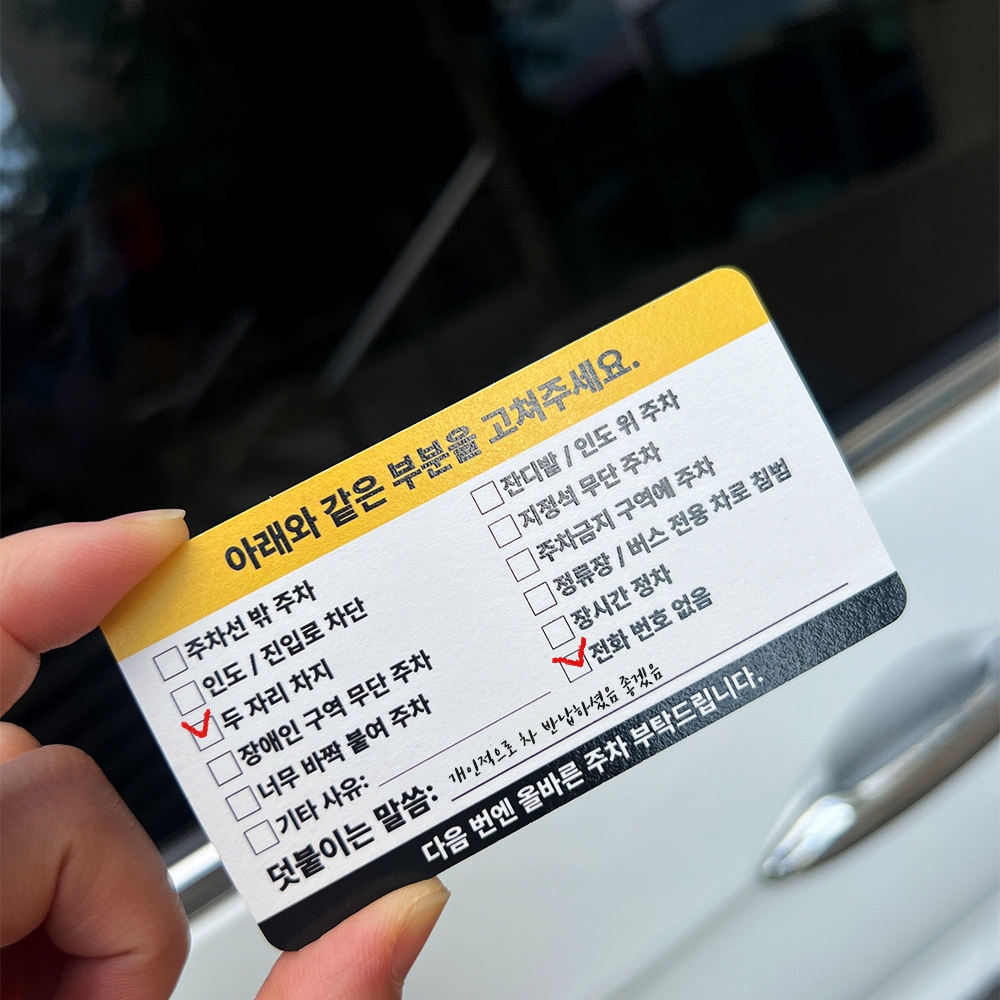 아래와 같은 부분을 고쳐주세요.
주차선 밖 주차
인도 / 진입로 차단
두 자리 차지
장애인 구역 무단 주차
너무 바짝 붙여 주차
기타 사유:
잔디밭 / 인도 위 주차
지정석 무단 주차
주차금지 구역에 주차
정류장 / 버스 전용 차로 침범
장시간 정차
전화 번호 없음
덧붙이는 말씀: 개인적으로 차 반납하셨음 좋겠음
다음 번엔 올바른 주차 부탁드립니다.